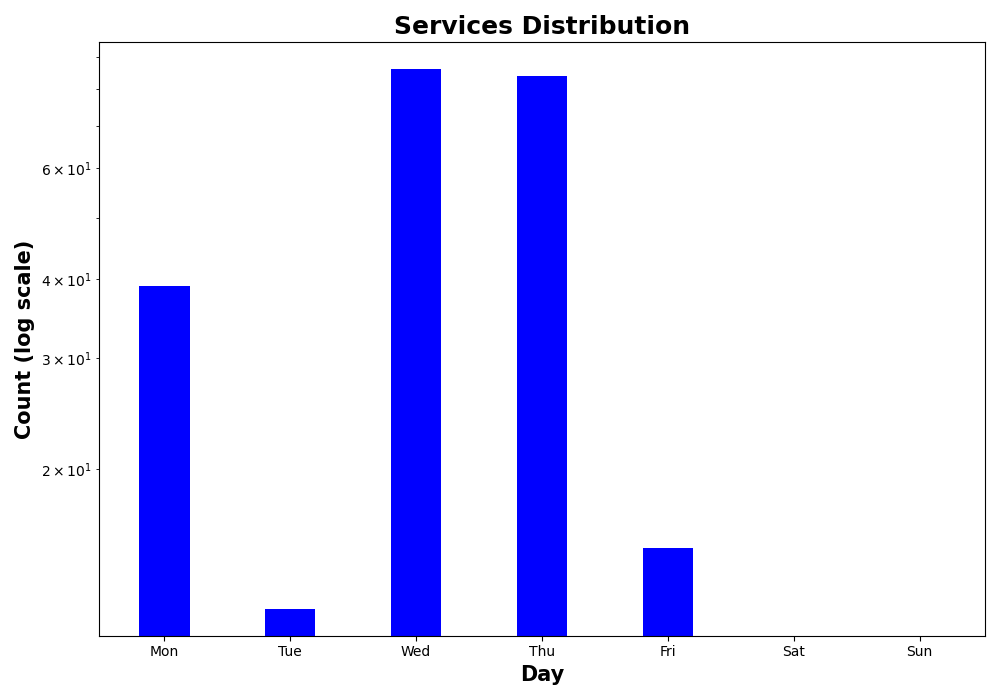 Services Distribution
6 × 10¹
4 × 10¹
3 × 10¹
2 × 10¹
Count (log scale)
Mon Tue Wed Thu Fri Sat Sun
Day